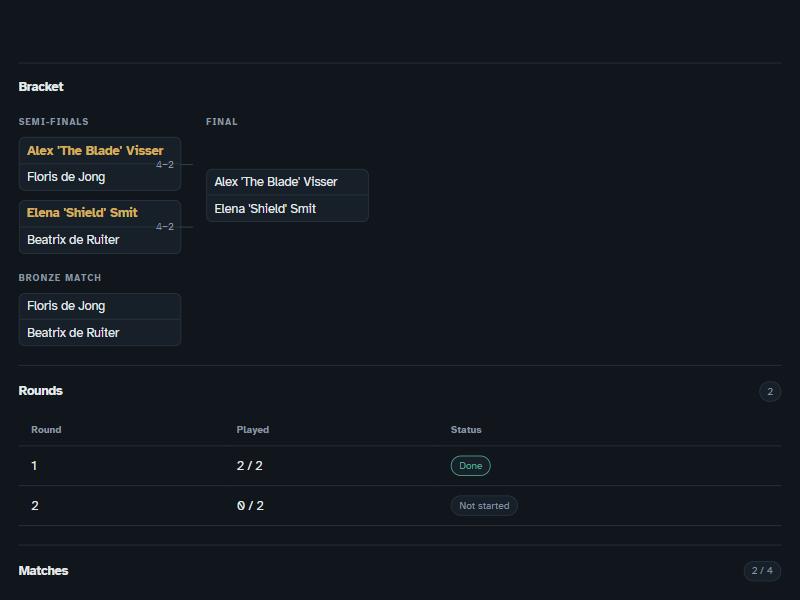 Bracket
SEMI-FINALS
Alex 'The Blade' Visser
4–2
Floris de Jong
Elena 'Shield' Smit
4–2
Beatrix de Ruiter
FINAL
Alex 'The Blade' Visser
Elena 'Shield' Smit
BRONZE MATCH
Floris de Jong
Beatrix de Ruiter
Rounds 2
Round Played Status
1 2 / 2 Done
2 0 / 2 Not started
Matches 2 / 4